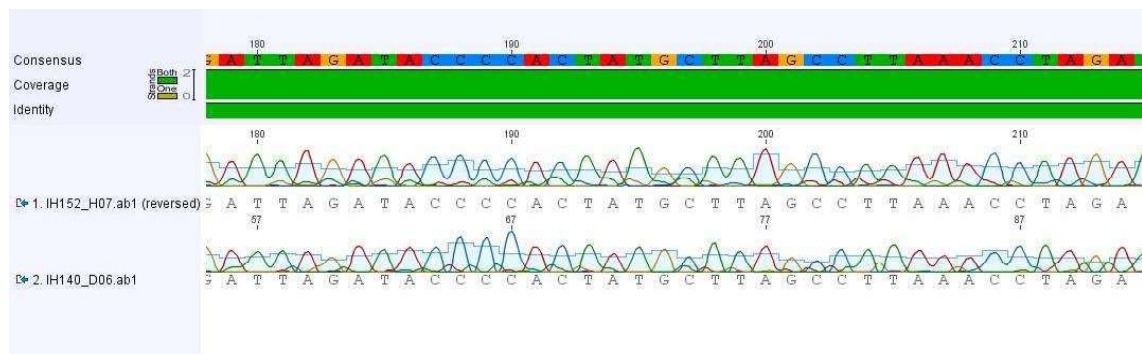 180 190 200 210
Consensus G A T T A G A T A C C C C A C T A T G C T T A G C C T T A A A C C T A G A
Coverage Strands Both 2 One 0
Identity
180 190 200 210
1. IH152_H07.ab1 (reversed) G A T T A G A T A C C C C A C T A T G C T T A G C C T T A A A C C T A G A
57 67 77 87
2. IH140_D06.ab1 G A T T A G A T A C C C C A C T A T G C T T A G C C T T A A A C C T A G A